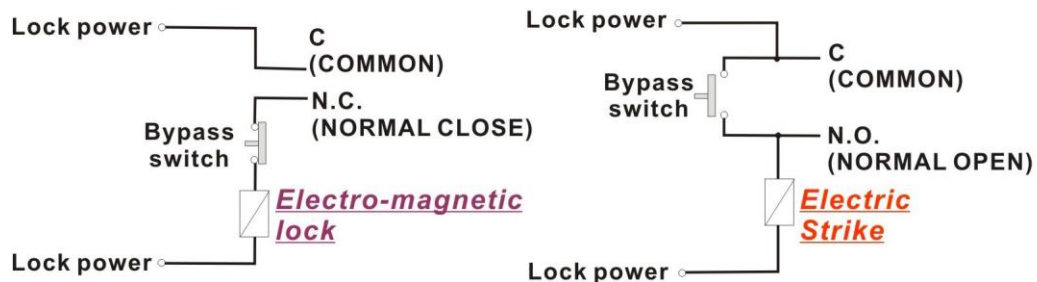 Lock power
C
(COMMON)
N.C.
(NORMAL CLOSE)
Bypass
switch
Electro-magnetic
lock
Lock power
Lock power
C
(COMMON)
Bypass
switch
N.O.
(NORMAL OPEN)
Electric
Strike
Lock power